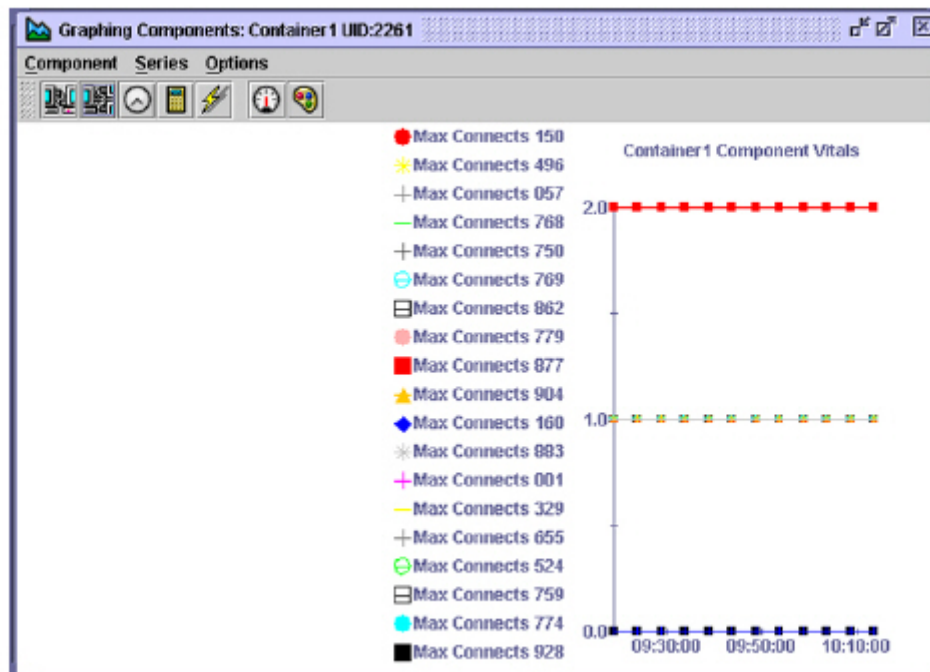 Graphing Components: Container1 UID:2261
Component Series Options
Max Connects 150
Max Connects 496
Max Connects 057
Max Connects 768
Max Connects 750
Max Connects 769
Max Connects 862
Max Connects 779
Max Connects 877
Max Connects 904
Max Connects 160
Max Connects 883
Max Connects 001
Max Connects 329
Max Connects 655
Max Connects 524
Max Connects 759
Max Connects 774
Max Connects 928
Container1 Component Vitals
2.0
1.0
0.0
09:30:00 09:50:00 10:10:00